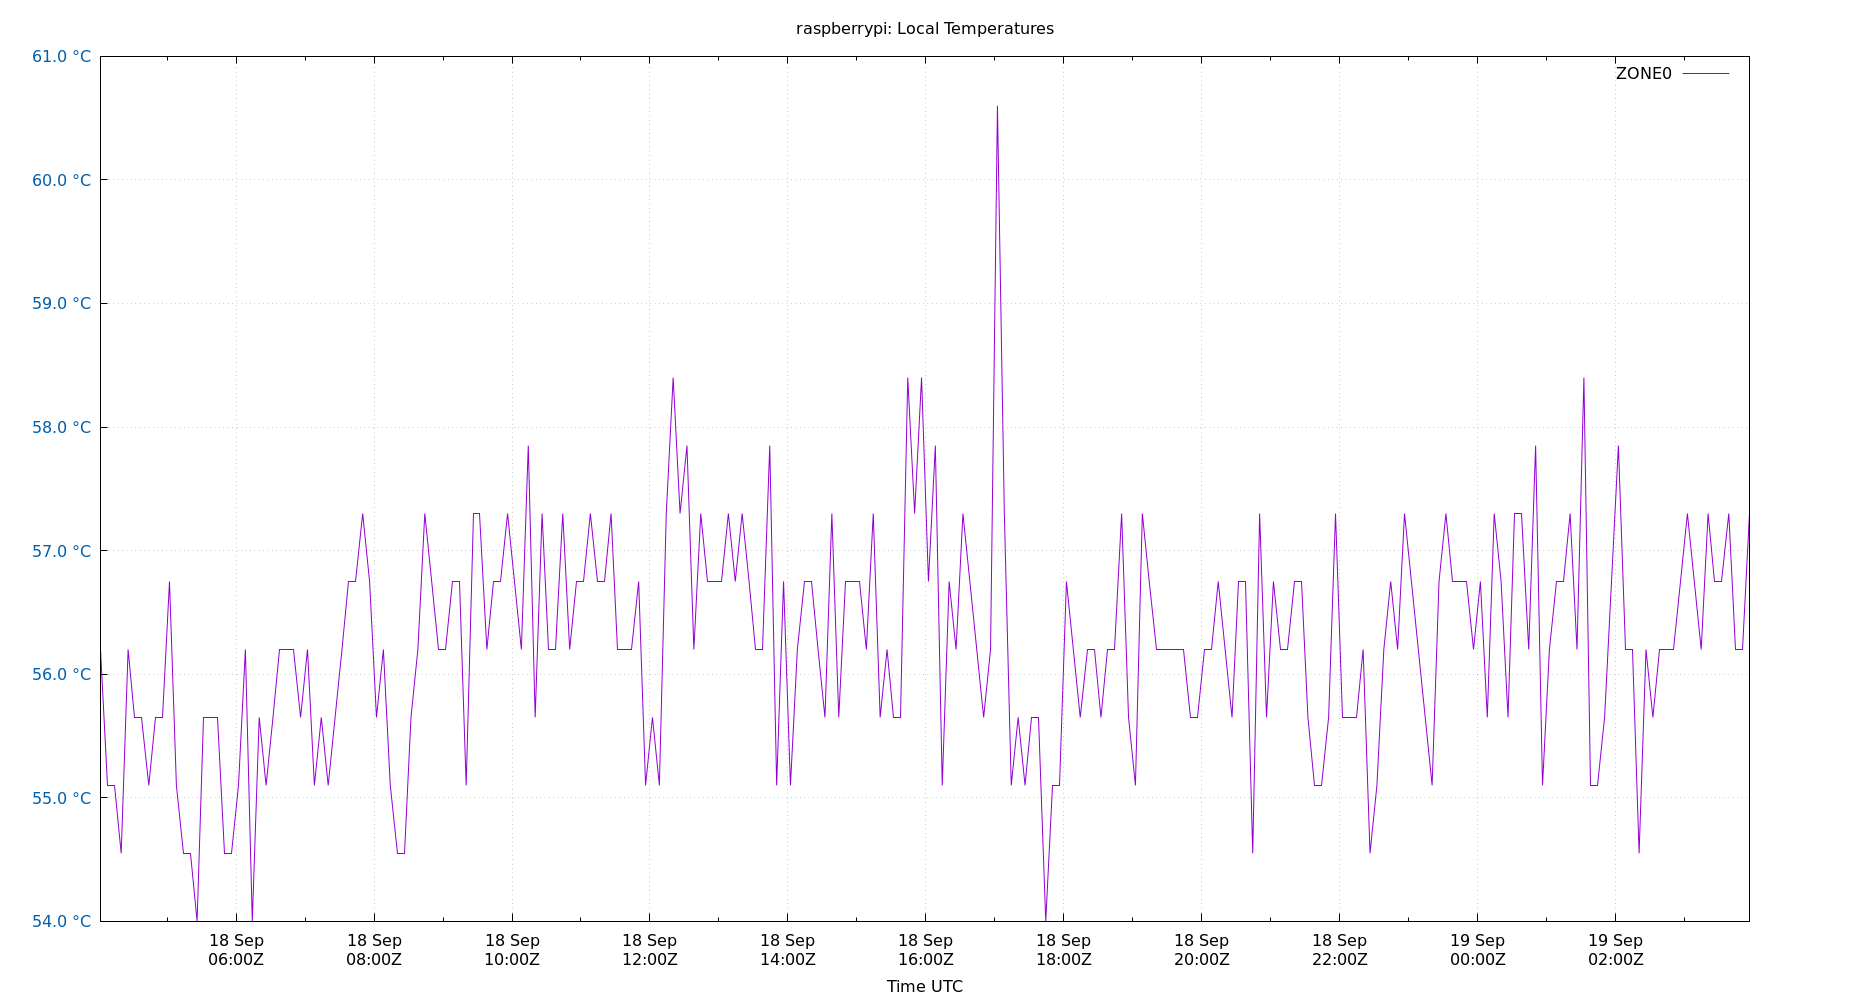 raspberrypi: Local Temperatures
61.0 °C
ZONE0
60.0 °C
59.0 °C
58.0 °C
57.0 °C
56.0 °C
55.0 °C
54.0 °C
18 Sep 18 Sep 18 Sep 18 Sep 18 Sep 18 Sep 18 Sep 18 Sep 18 Sep 19 Sep 19 Sep
06:00Z 08:00Z 10:00Z 12:00Z 14:00Z 16:00Z 18:00Z 20:00Z 22:00Z 00:00Z 02:00Z
Time UTC